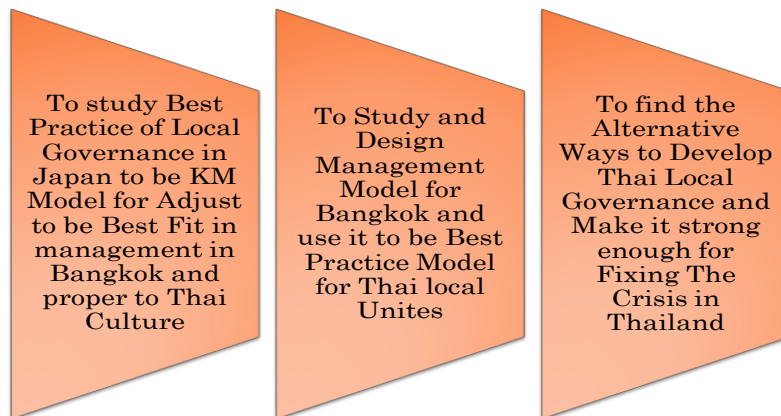 To study Best
Practice of Local
Governance in
Japan to be KM
Model for Adjust
to be Best Fit in
management in
Bangkok and
proper to Thai
Culture
To Study and
Design
Management
Model for
Bangkok and
use it to be Best
Practice Model
for Thai local
Unites
To find the
Alternative
Ways to Develop
Thai Local
Governance and
Make it strong
enough for
Fixing The
Crisis in
Thailand